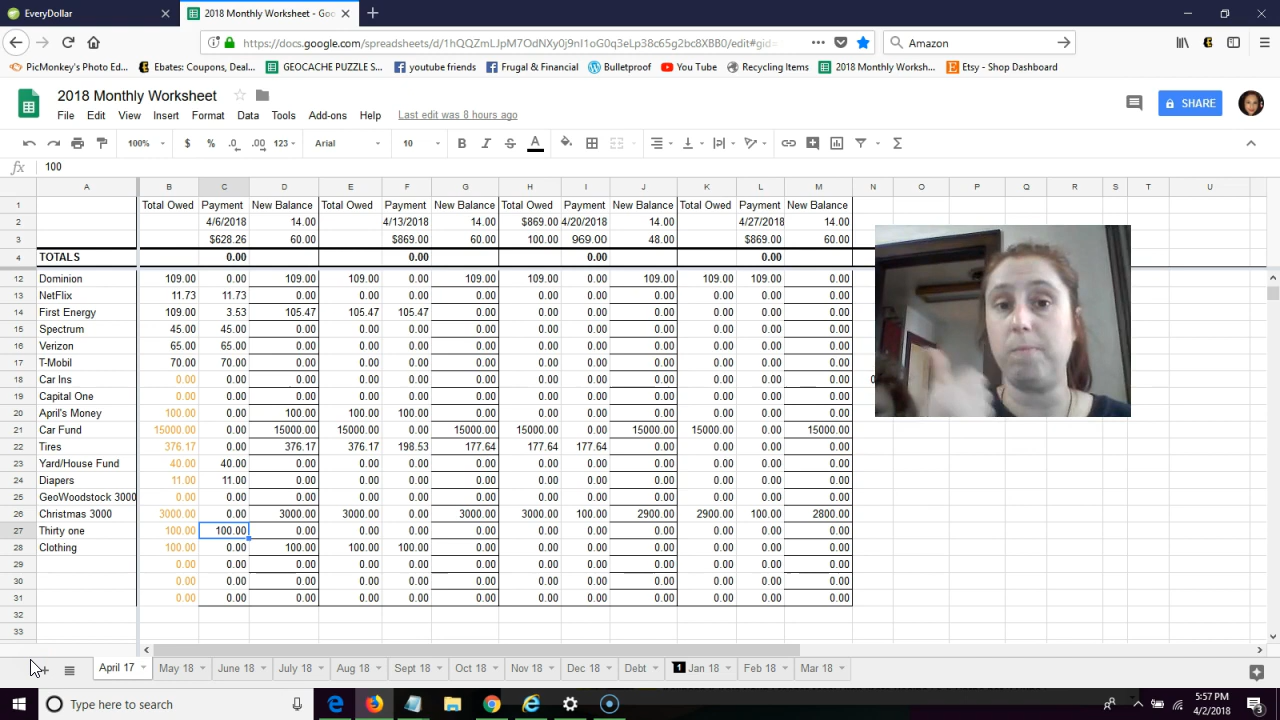 EveryDollar
2018 Monthly Worksheet - Goo
https://docs.google.com/spreadsheets/d/1hQQZmLJpM7OdNXy0j9nI1oG0q3eLp38c65g2bc8XBB0/edit#gid=
Amazon
PicMonkey's Photo Ed... Ebates: Coupons, Deal... GEOCACHE PUZZLE S... youtube friends Frugal & Financial Bulletproof You Tube Recycling Items 2018 Monthly Worksh... Etsy - Shop Dashboard
2018 Monthly Worksheet
SHARE
File Edit View Insert Format Data Tools Add-ons Help Last edit was 8 hours ago
100% $ % .0 .00 123 Arial 10 B I S A Σ
fx 100
A B C D E F G H I J K L M N O P Q R S T U
1 Total Owed Payment New Balance Total Owed Payment New Balance Total Owed Payment New Balance Total Owed Payment New Balance
2 4/6/2018 14.00 4/13/2018 14.00 $869.00 4/20/2018 14.00 4/27/2018 14.00
3 $628.26 60.00 $869.00 60.00 100.00 969.00 48.00 $869.00 60.00
4 TOTALS 0.00 0.00 0.00 0.00
12 Dominion 109.00 0.00 109.00 109.00 0.00 109.00 109.00 0.00 109.00 109.00 109.00 0.00
13 NetFlix 11.73 11.73 0.00 0.00 0.00 0.00 0.00 0.00 0.00 0.00 0.00 0.00
14 First Energy 109.00 3.53 105.47 105.47 105.47 0.00 0.00 0.00 0.00 0.00 0.00 0.00
15 Spectrum 45.00 45.00 0.00 0.00 0.00 0.00 0.00 0.00 0.00 0.00 0.00 0.00
16 Verizon 65.00 65.00 0.00 0.00 0.00 0.00 0.00 0.00 0.00 0.00 0.00 0.00
17 T-Mobil 70.00 70.00 0.00 0.00 0.00 0.00 0.00 0.00 0.00 0.00 0.00 0.00
18 Car Ins 0.00 0.00 0.00 0.00 0.00 0.00 0.00 0.00 0.00 0.00 0.00 0.00
19 Capital One 0.00 0.00 0.00 0.00 0.00 0.00 0.00 0.00 0.00 0.00 0.00 0.00
20 April's Money 100.00 0.00 100.00 100.00 100.00 0.00 0.00 0.00 0.00 0.00 0.00 0.00
21 Car Fund 15000.00 0.00 15000.00 15000.00 0.00 15000.00 15000.00 0.00 15000.00 15000.00 0.00 15000.00
22 Tires 376.17 0.00 376.17 376.17 198.53 177.64 177.64 177.64 0.00 0.00 0.00 0.00
23 Yard/House Fund 40.00 40.00 0.00 0.00 0.00 0.00 0.00 0.00 0.00 0.00 0.00 0.00
24 Diapers 11.00 11.00 0.00 0.00 0.00 0.00 0.00 0.00 0.00 0.00 0.00 0.00
25 GeoWoodstock 3000 0.00 0.00 0.00 0.00 0.00 0.00 0.00 0.00 0.00 0.00 0.00 0.00
26 Christmas 3000 3000.00 0.00 3000.00 3000.00 0.00 3000.00 3000.00 100.00 2900.00 2900.00 100.00 2800.00
27 Thirty one 100.00 100.00 0.00 0.00 0.00 0.00 0.00 0.00 0.00 0.00 0.00 0.00
28 Clothing 100.00 0.00 100.00 100.00 100.00 0.00 0.00 0.00 0.00 0.00 0.00 0.00
29 0.00 0.00 0.00 0.00 0.00 0.00 0.00 0.00 0.00 0.00 0.00 0.00
30 0.00 0.00 0.00 0.00 0.00 0.00 0.00 0.00 0.00 0.00 0.00 0.00
31 0.00 0.00 0.00 0.00 0.00 0.00 0.00 0.00 0.00 0.00 0.00 0.00
32
33
April 17 May 18 June 18 July 18 Aug 18 Sept 18 Oct 18 Nov 18 Dec 18 Debt 1 Jan 18 Feb 18 Mar 18
Type here to search
5:57 PM
4/2/2018
3